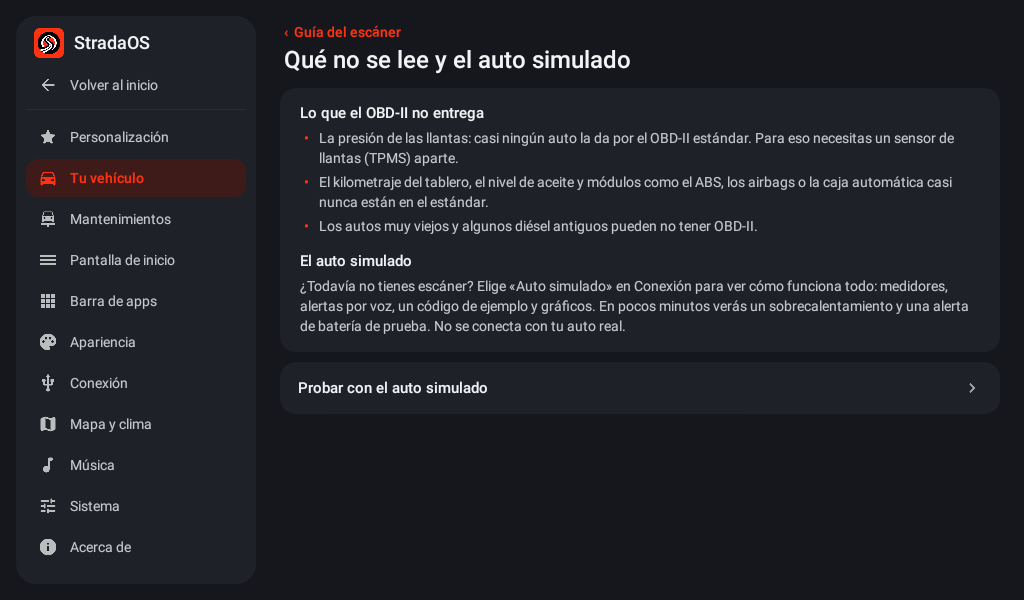 StradaOS
Volver al inicio
Personalización
Tu vehículo
Mantenimientos
Pantalla de inicio
Barra de apps
Apariencia
Conexión
Mapa y clima
Música
Sistema
Acerca de
‹ Guía del escáner
Qué no se lee y el auto simulado
Lo que el OBD-II no entrega
• La presión de las llantas: casi ningún auto la da por el OBD-II estándar. Para eso necesitas un sensor de
llantas (TPMS) aparte.
• El kilometraje del tablero, el nivel de aceite y módulos como el ABS, los airbags o la caja automática casi
nunca están en el estándar.
• Los autos muy viejos y algunos diésel antiguos pueden no tener OBD-II.
El auto simulado
¿Todavía no tienes escáner? Elige «Auto simulado» en Conexión para ver cómo funciona todo: medidores,
alertas por voz, un código de ejemplo y gráficos. En pocos minutos verás un sobrecalentamiento y una alerta
de batería de prueba. No se conecta con tu auto real.
Probar con el auto simulado